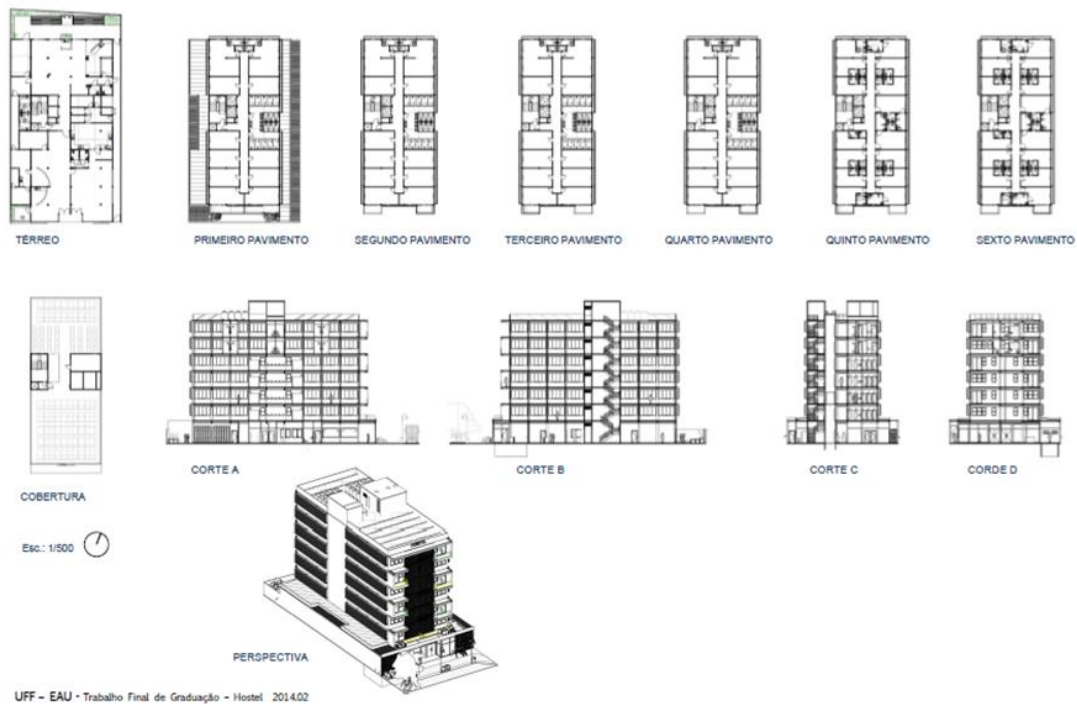 TÉRREO
PRIMEIRO PAVIMENTO
SEGUNDO PAVIMENTO
TERCEIRO PAVIMENTO
QUARTO PAVIMENTO
QUINTO PAVIMENTO
SEXTO PAVIMENTO
COBERTURA
CORTE A
CORTE B
CORTE C
CORDE D
Esc.: 1/500
PERSPECTIVA
UFF – EAU - Trabalho Final de Graduação – Hostel 2014.02